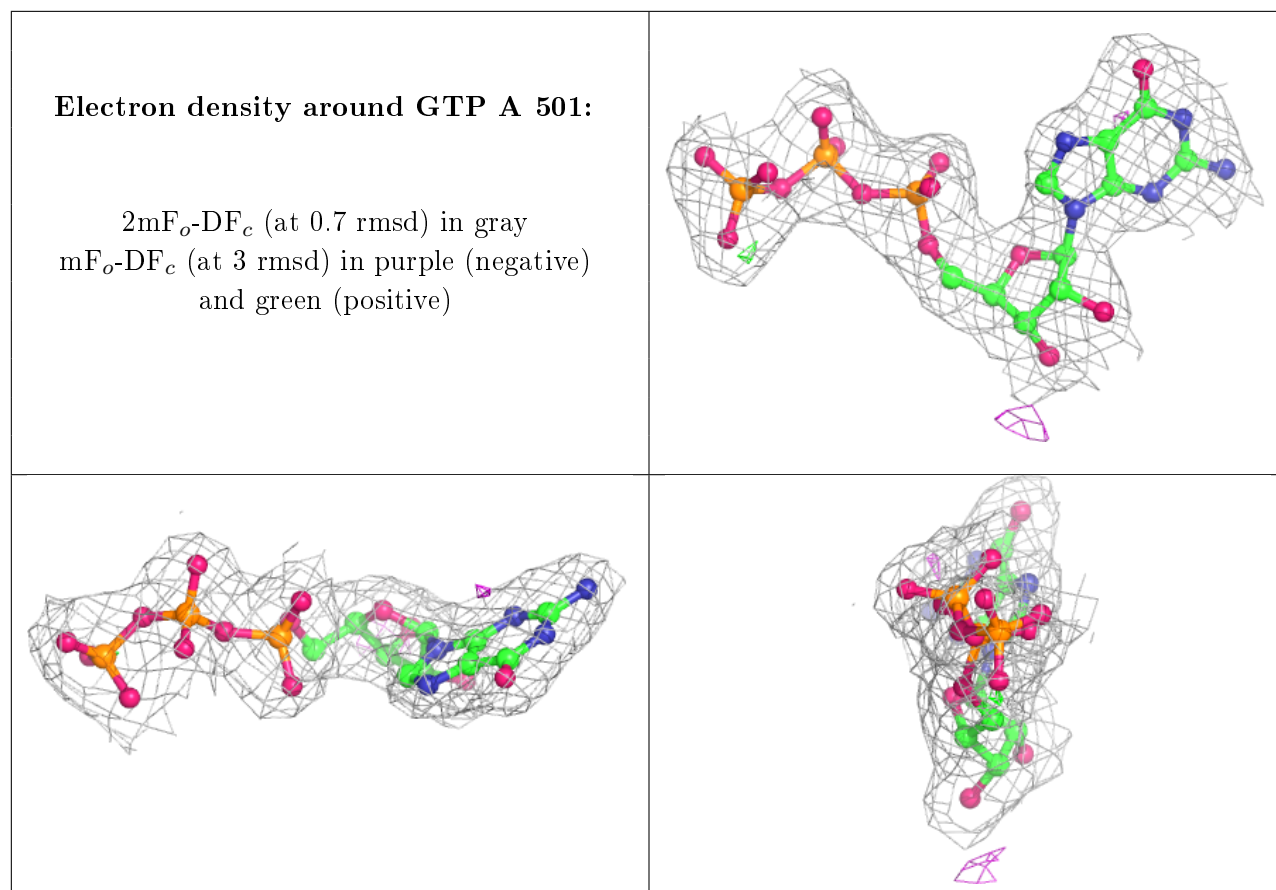 Electron density around GTP A 501:
2mFo-DFc (at 0.7 rmsd) in gray
mFo-DFc (at 3 rmsd) in purple (negative)
and green (positive)